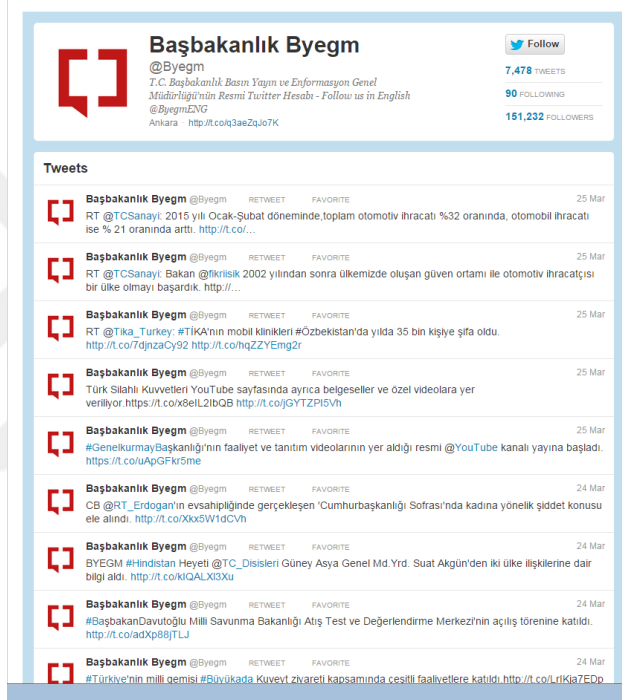 Başbakanlık Byegm
@Byegm
T.C. Başbakanlık Basın Yayın ve Enformasyon Genel
Müdürlüğü'nün Resmi Twitter Hesabı - Follow us in English
@ByegmENG
Ankara · http://t.co/q3aeZqJo7K
Follow
7,478 TWEETS
90 FOLLOWING
151,232 FOLLOWERS
Tweets
Başbakanlık Byegm @Byegm RETWEET FAVORITE 25 Mar
RT @TCSanayi: 2015 yılı Ocak-Şubat döneminde,toplam otomotiv ihracatı %32 oranında, otomobil ihracatı
ise % 21 oranında arttı. http://t.co/…
Başbakanlık Byegm @Byegm RETWEET FAVORITE 25 Mar
RT @TCSanayi: Bakan @fikriisik 2002 yılından sonra ülkemizde oluşan güven ortamı ile otomotiv ihracatçısı
bir ülke olmayı başardık. http://…
Başbakanlık Byegm @Byegm RETWEET FAVORITE 25 Mar
RT @Tika_Turkey: #TİKA'nın mobil klinikleri #Özbekistan'da yılda 35 bin kişiye şifa oldu.
http://t.co/7djnzaCy92 http://t.co/hqZZYEmg2r
Başbakanlık Byegm @Byegm RETWEET FAVORITE 25 Mar
Türk Silahlı Kuvvetleri YouTube sayfasında ayrıca belgeseller ve özel videolara yer
veriliyor.https://t.co/x8eIL2IbQB http://t.co/jGYTZPI5Vh
Başbakanlık Byegm @Byegm RETWEET FAVORITE 25 Mar
#GenelkurmayBaşkanlığı'nın faaliyet ve tanıtım videolarının yer aldığı resmi @YouTube kanalı yayına başladı.
https://t.co/uApGFkr5me
Başbakanlık Byegm @Byegm RETWEET FAVORITE 24 Mar
CB @RT_Erdogan'ın evsahipliğinde gerçekleşen 'Cumhurbaşkanlığı Sofrası'nda kadına yönelik şiddet konusu
ele alındı. http://t.co/Xkx5W1dCVh
Başbakanlık Byegm @Byegm RETWEET FAVORITE 24 Mar
BYEGM #Hindistan Heyeti @TC_Disisleri Güney Asya Genel Md.Yrd. Suat Akgün'den iki ülke ilişkilerine dair
bilgi aldı. http://t.co/kIQALXl3Xu
Başbakanlık Byegm @Byegm RETWEET FAVORITE 24 Mar
#BaşbakanDavutoğlu Milli Savunma Bakanlığı Atış Test ve Değerlendirme Merkezi'nin açılış törenine katıldı.
http://t.co/adXp88jTLJ
Başbakanlık Byegm @Byegm RETWEET FAVORITE 24 Mar
#Türkiye'nin milli gemisi #Büyükada Kuveyt ziyareti kapsamında çeşitli faaliyetlere katıldı.http://t.co/LrIKja7EDp